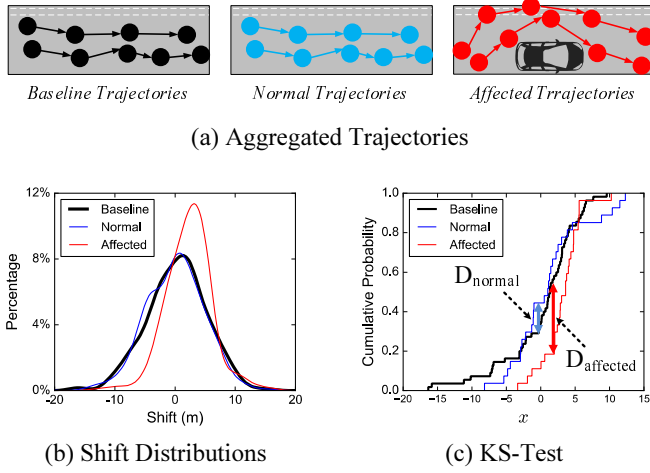 Baseline Trajectories
Normal Trajectories
Affected Trrajectories
(a) Aggregated Trajectories
12%
8%
4%
0%
Percentage
Baseline
Normal
Affected
-20
-10
0
10
20
Shift (m)
(b) Shift Distributions
1.0
0.8
0.6
0.4
0.2
0.0
Cumulative Probability
Baseline
Normal
Affected
Dnormal
Daffected
−20
−15
−10
−5
0
5
10
15
x
(c) KS-Test